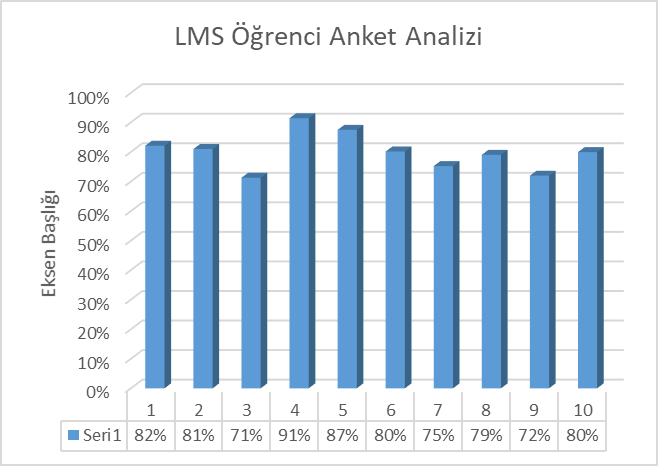 LMS Öğrenci Anket Analizi
100%
90%
80%
70%
60%
50%
40%
30%
20%
10%
0%
Eksen Başlığı
1 2 3 4 5 6 7 8 9 10
Seri1 82% 81% 71% 91% 87% 80% 75% 79% 72% 80%